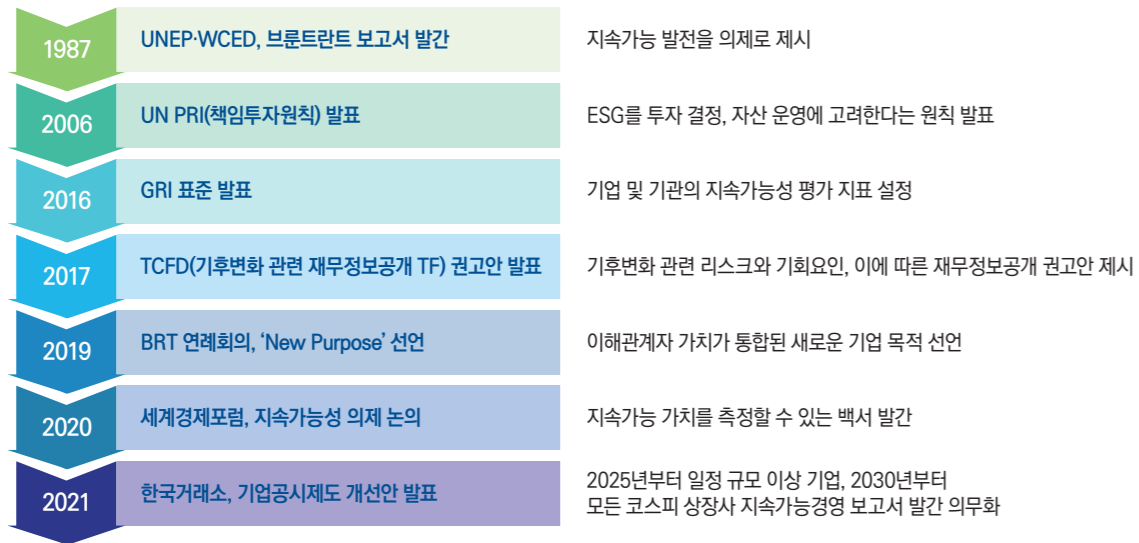 1987
UNEP·WCED, 브룬트란트 보고서 발간
지속가능 발전을 의제로 제시
2006
UN PRI(책임투자원칙) 발표
ESG를 투자 결정, 자산 운영에 고려한다는 원칙 발표
2016
GRI 표준 발표
기업 및 기관의 지속가능성 평가 지표 설정
2017
TCFD(기후변화 관련 재무정보공개 TF) 권고안 발표
기후변화 관련 리스크와 기회요인, 이에 따른 재무정보공개 권고안 제시
2019
BRT 연례회의, ‘New Purpose’ 선언
이해관계자 가치가 통합된 새로운 기업 목적 선언
2020
세계경제포럼, 지속가능성 의제 논의
지속가능 가치를 측정할 수 있는 백서 발간
2021
한국거래소, 기업공시제도 개선안 발표
2025년부터 일정 규모 이상 기업, 2030년부터
모든 코스피 상장사 지속가능경영 보고서 발간 의무화